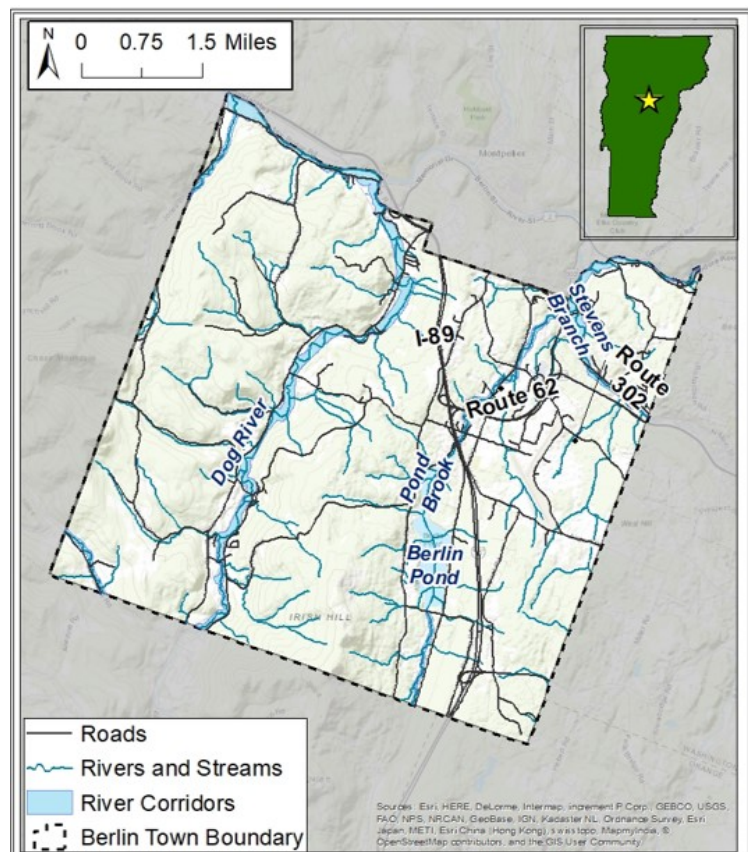 N
0 0.75 1.5 Miles
Montpelier
I-89
Stevens
Branch
Route
302
Route 62
Dog River
Pond
Brook
Berlin
Pond
IRISH HILL
WASHINGTON
ORANGE
Roads
Rivers and Streams
River Corridors
Berlin Town Boundary
Sources: Esri, HERE, DeLorme, Intermap, increment P Corp., GEBCO, USGS,
FAO, NPS, NRCAN, GeoBase, IGN, Kadaster NL, Ordnance Survey, Esri
Japan, METI, Esri China (Hong Kong), swisstopo, MapmyIndia, ©
OpenStreetMap contributors, and the GIS User Community